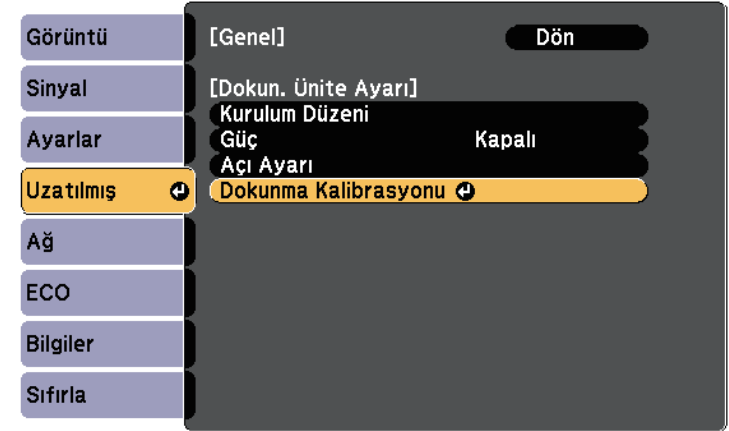 Görüntü
Sinyal
Ayarlar
Uzatılmış
Ağ
ECO
Bilgiler
Sıfırla
[Genel] Dön
[Dokun. Ünite Ayarı]
Kurulum Düzeni
Güç Kapalı
Açı Ayarı
Dokunma Kalibrasyonu